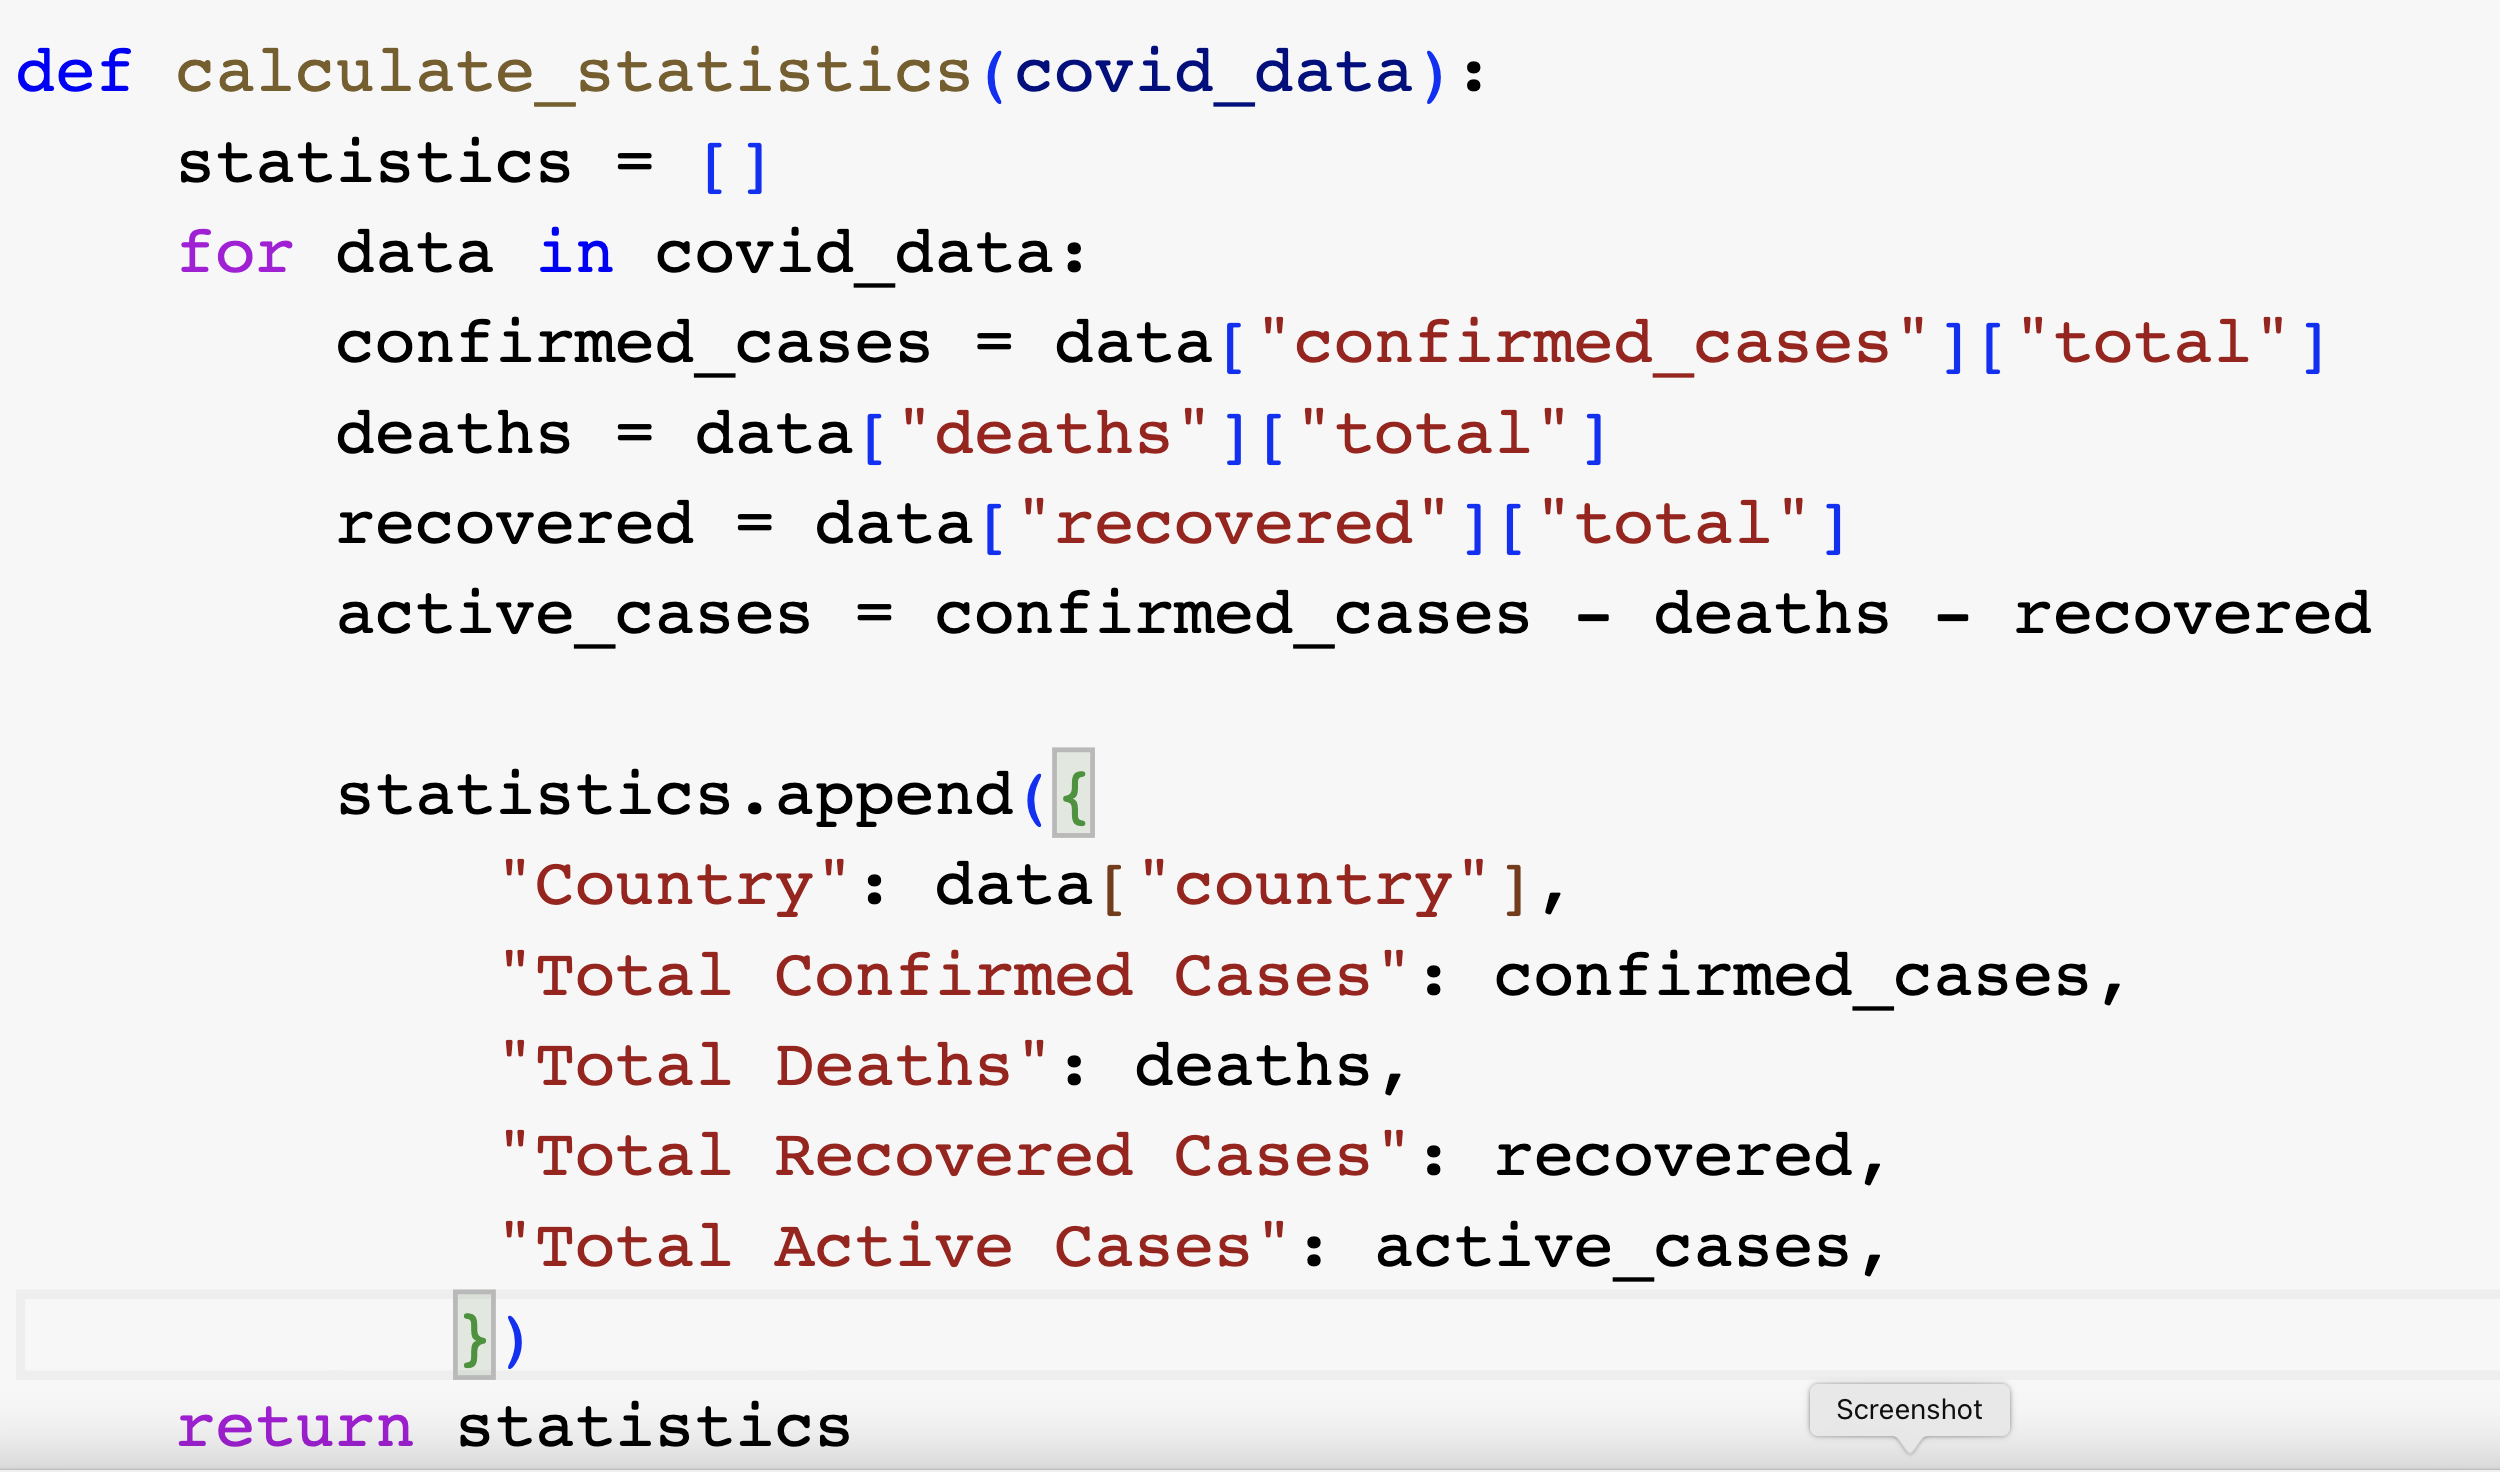 def calculate_statistics(covid_data):
    statistics = []
    for data in covid_data:
        confirmed_cases = data["confirmed_cases"]["total"]
        deaths = data["deaths"]["total"]
        recovered = data["recovered"]["total"]
        active_cases = confirmed_cases - deaths - recovered

        statistics.append({
            "Country": data["country"],
            "Total Confirmed Cases": confirmed_cases,
            "Total Deaths": deaths,
            "Total Recovered Cases": recovered,
            "Total Active Cases": active_cases,
           })
    return statistics
Screenshot